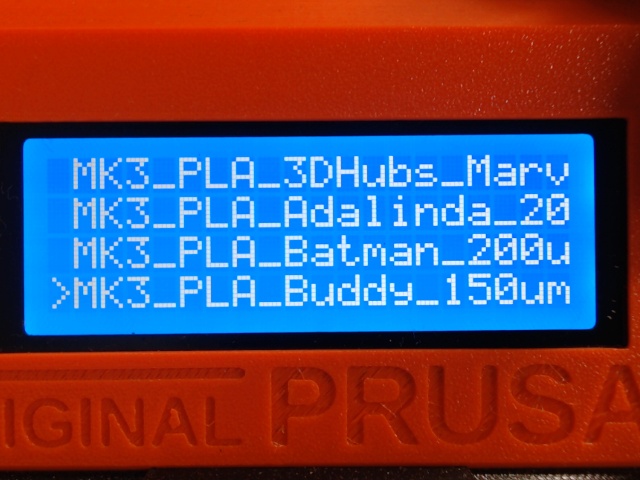 MK3_PLA_3DHubs_Marv
MK3_PLA_Adalinda_20
MK3_PLA_Batman_200u
>MK3_PLA_Buddy_150um
IGINAL PRUSA